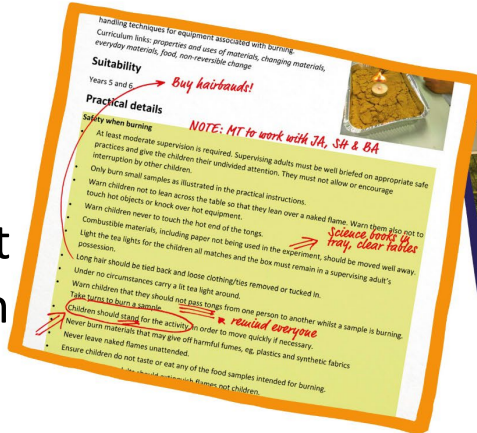 handling techniques for equipment associated with burning.
Curriculum links: properties and uses of materials, changing materials,
everyday materials, food, non-reversible change
Suitability
Years 5 and 6
Buy hairbands!
Practical details
NOTE: MT to work with JA, SH & BA
Safety when burning
At least moderate supervision is required. Supervising adults must be well briefed on appropriate safe
practices and give the children their undivided attention. They must not allow or encourage
interruption by other children.
Only burn small samples as illustrated in the practical instructions.
Warn children not to lean across the table so that they lean over a naked flame. Warn them also not to
touch hot objects or knock over hot equipment.
Warn children never to touch the hot end of the tongs.
Science books in
tray, clear tables
Combustible materials, including paper not being used in the experiment, should be moved well away.
Light the tea lights for the children all matches and the box must remain in a supervising adult's
possession.
Long hair should be tied back and loose clothing/ties removed or tucked in.
Under no circumstances carry a lit tea light around.
Warn children that they should not pass tongs from one person to another whilst a sample is burning.
Take turns to burn a sample.
remind everyone
Children should stand for the activity, in order to move quickly if necessary.
Never burn materials that may give off harmful fumes, eg, plastics and synthetic fabrics
Never leave naked flames unattended.
Ensure children do not taste or eat any of the food samples intended for burning.
flames not children.